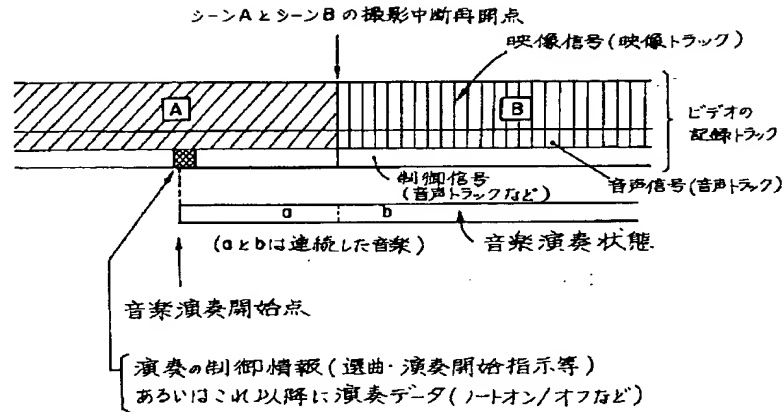 シーンAとシーンBの撮影中断再開点
映像信号(映像トラック)
A
B
ビデオの
記録トラック
制御信号
(音声トラックなど)
音声信号(音声トラック)
a
b
(aとbは連続した音楽)
音楽演奏状態
音楽演奏開始点
演奏の制御情報(選曲・演奏開始指示等)
あるいはこれ以降に演奏データ(ノートオン/オフなど)